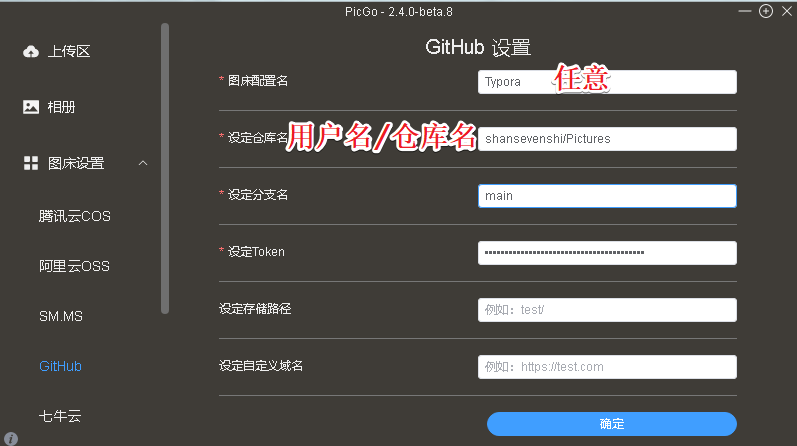 PicGo - 2.4.0-beta.8
上传区
相册
图床设置
腾讯云COS
阿里云OSS
SM.MS
GitHub
七牛云
GitHub 设置
* 图床配置名
Typora
任意
* 设定仓库名
用户名/仓库名
shansevenshi/Pictures
* 设定分支名
main
* 设定Token
设定存储路径
例如：test/
设定自定义域名
例如：https://test.com
确定